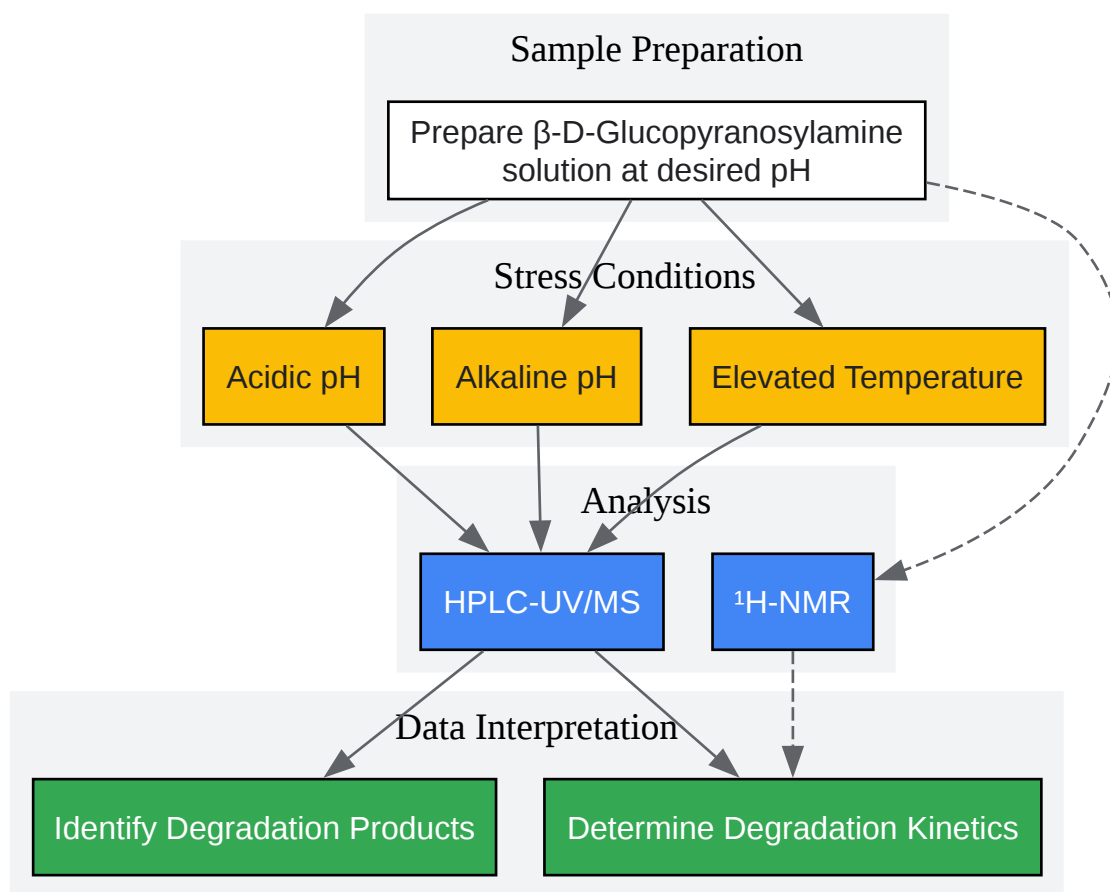 Sample Preparation
Prepare β-D-Glucopyranosylamine
solution at desired pH
Stress Conditions
Acidic pH
Alkaline pH
Elevated Temperature
Analysis
HPLC-UV/MS
¹H-NMR
Data Interpretation
Identify Degradation Products
Determine Degradation Kinetics